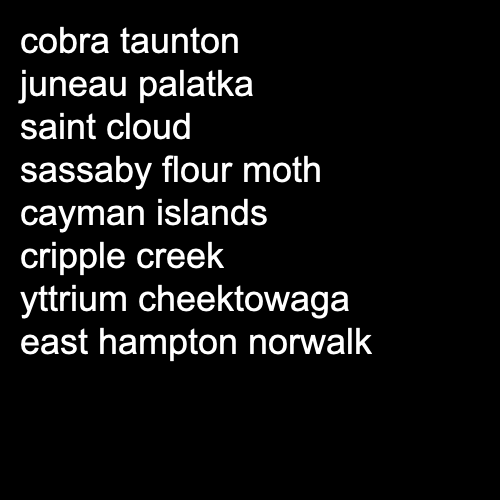 cobra taunton
juneau palatka
saint cloud
sassaby flour moth
cayman islands
cripple creek
yttrium cheektowaga
east hampton norwalk